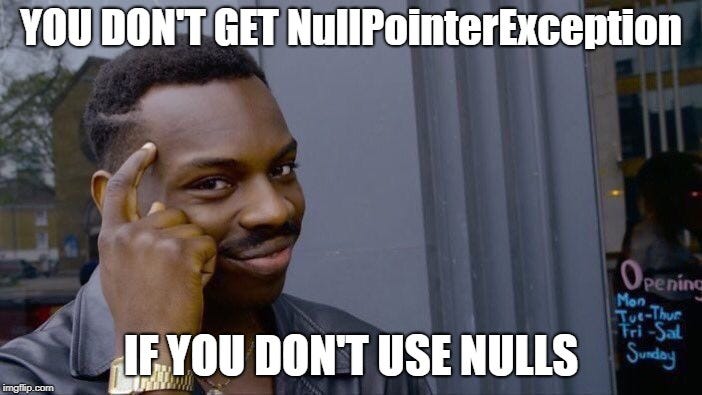 YOU DON'T GET NullPointerException
Opening
Mon
Tue-Thur
Fri-Sat
Sunday
IF YOU DON'T USE NULLS
imgflip.com